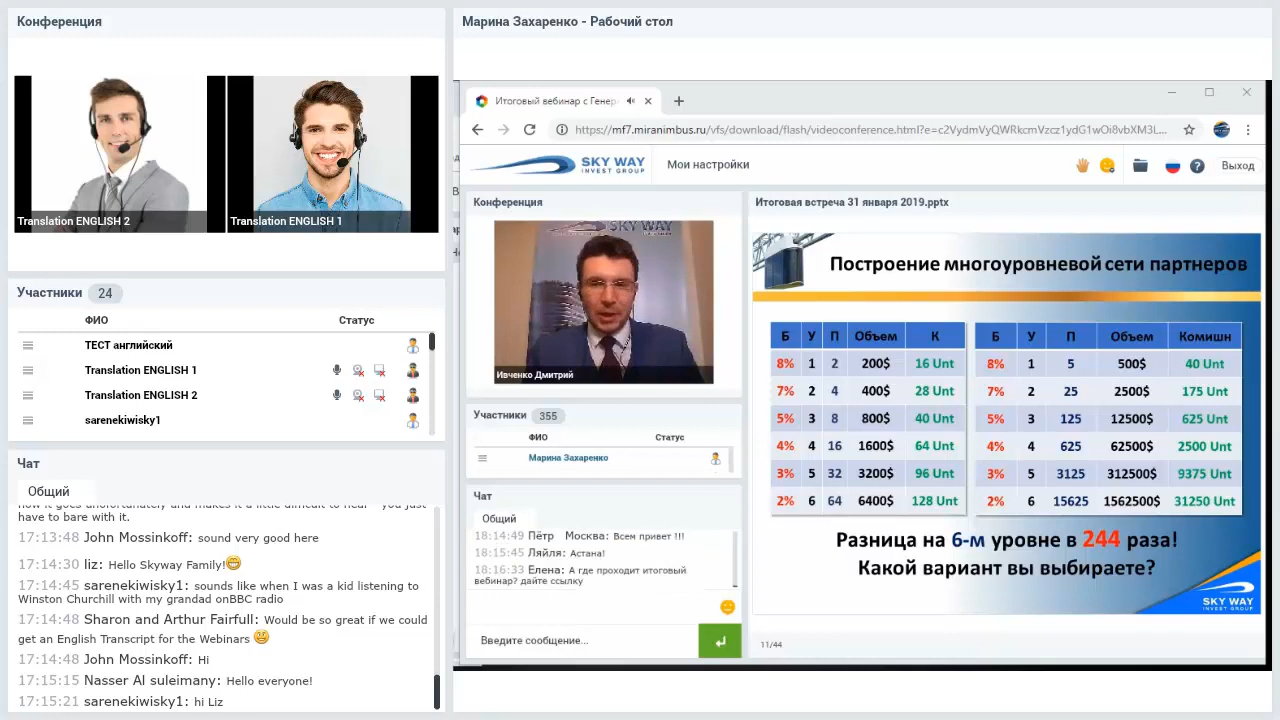 Конференция
Translation ENGLISH 2
Translation ENGLISH 1
Участники 24
ФИО Статус
ТЕСТ английский
Translation ENGLISH 1
Translation ENGLISH 2
sarenekiwisky1
Чат
Общий
have to bare with it.
17:13:48 John Mossinkoff: sound very good here
17:14:30 liz: Hello Skyway Family!
17:14:45 sarenekiwisky1: sounds like when I was a kid listening to
Winston Churchill with my grandad onBBC radio
17:14:48 Sharon and Arthur Fairfull: Would be so great if we could
get an English Transcript for the Webinars
17:14:48 John Mossinkoff: Hi
17:15:15 Nasser Al suleimany: Hello everyone!
17:15:21 sarenekiwisky1: hi Liz
Марина Захаренко - Рабочий стол
Итоговый вебинар с Генер
https://mf7.miranimbus.ru/vfs/download/flash/videoconference.html?e=c2VydmVyQWRkcmVzcz1ydG1wOi8vbXM3L...
SKY WAY
INVEST GROUP
Мои настройки
Выход
Конференция
SKY WAY
INVEST GROUP
Ивченко Дмитрий
Участники 355
ФИО Статус
Марина Захаренко
Чат
Общий
18:14:49 Пётр Москва: Всем привет !!!
18:15:45 Ляйля: Астана!
18:16:33 Елена: А где проходит итоговый
вебинар? дайте ссылку
Введите сообщение...
Итоговая встреча 31 января 2019.pptx
Построение многоуровневой сети партнеров
Б У П Объем К
8% 1 2 200$ 16 Unt
7% 2 4 400$ 28 Unt
5% 3 8 800$ 40 Unt
4% 4 16 1600$ 64 Unt
3% 5 32 3200$ 96 Unt
2% 6 64 6400$ 128 Unt
Б У П Объем Комишн
8% 1 5 500$ 40 Unt
7% 2 25 2500$ 175 Unt
5% 3 125 12500$ 625 Unt
4% 4 625 62500$ 2500 Unt
3% 5 3125 312500$ 9375 Unt
2% 6 15625 1562500$ 31250 Unt
Разница на 6-м уровне в 244 раза!
Какой вариант вы выбираете?
SKY WAY
INVEST GROUP
11/44